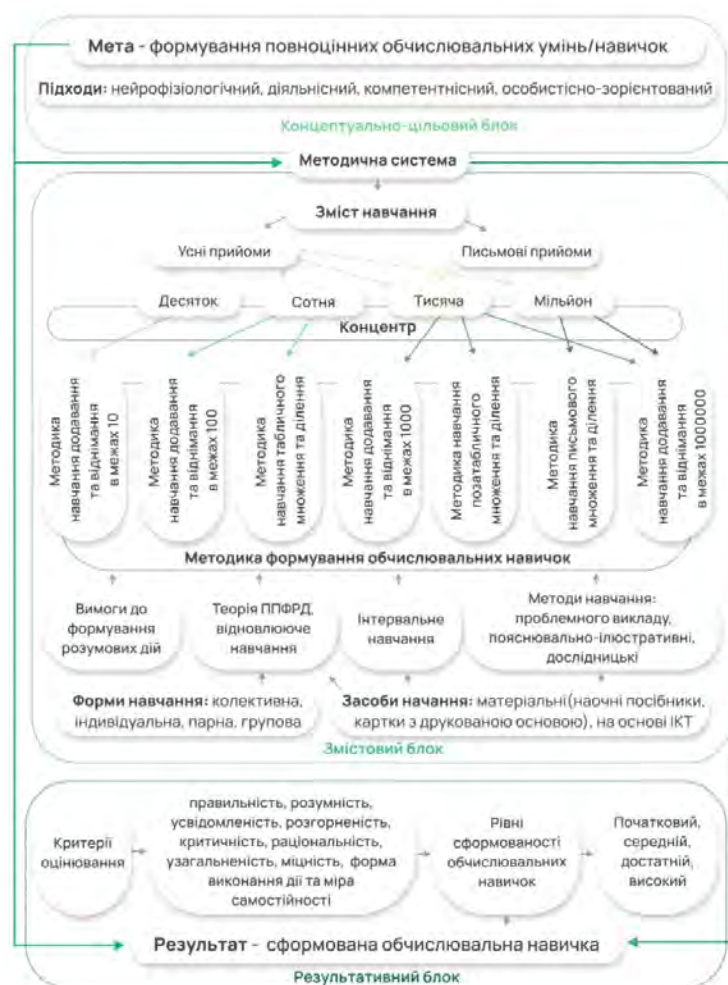 Мета - формування повноцінних обчислювальних умінь/навичок
Підходи: нейрофізіологічний, діяльнісний, компетентнісний, особистісно-зорієнтований
Концептуально-цільовий блок
Методична система
Зміст навчання
Усні прийоми
Письмові прийоми
Десяток
Сотня
Тисяча
Мільйон
Концентр
Методика
навчання додавання
та віднімання
в межах 10
Методика
навчання додавання
та віднімання
в межах 100
Методика
навчання табличного
множення та ділення
Методика
навчання додавання
та віднімання
в межах 1000
Методика навчання
позатабличного
множення та ділення
Методика
навчання письмового
множення та ділення
Методика
навчання додавання
та віднімання
в межах 1000000
Методика формування обчислювальних навичок
Вимоги до
формування
розумових дій
Теорія ППФРД,
відновлююче
навчання
Інтервальне
навчання
Методи навчання:
проблемного викладу,
пояснювально-ілюстративні,
дослідницькі
Форми навчання: колективна,
індивідуальна, парна, групова
Засоби начання: матеріальні(наочні посібники,
картки з друкованою основою), на основі ІКТ
Змістовий блок
Критерії
оцінювання
правильність, розумність,
усвідомленість, розгорненість,
критичність, раціональність,
узагальненість, міцність, форма
виконання дії та міра
самостійності
Рівні
сформованості
обчислювальних
навичок
Початковий,
середній,
достатній,
високий
Результат - сформована обчислювальна навичка
Результативний блок